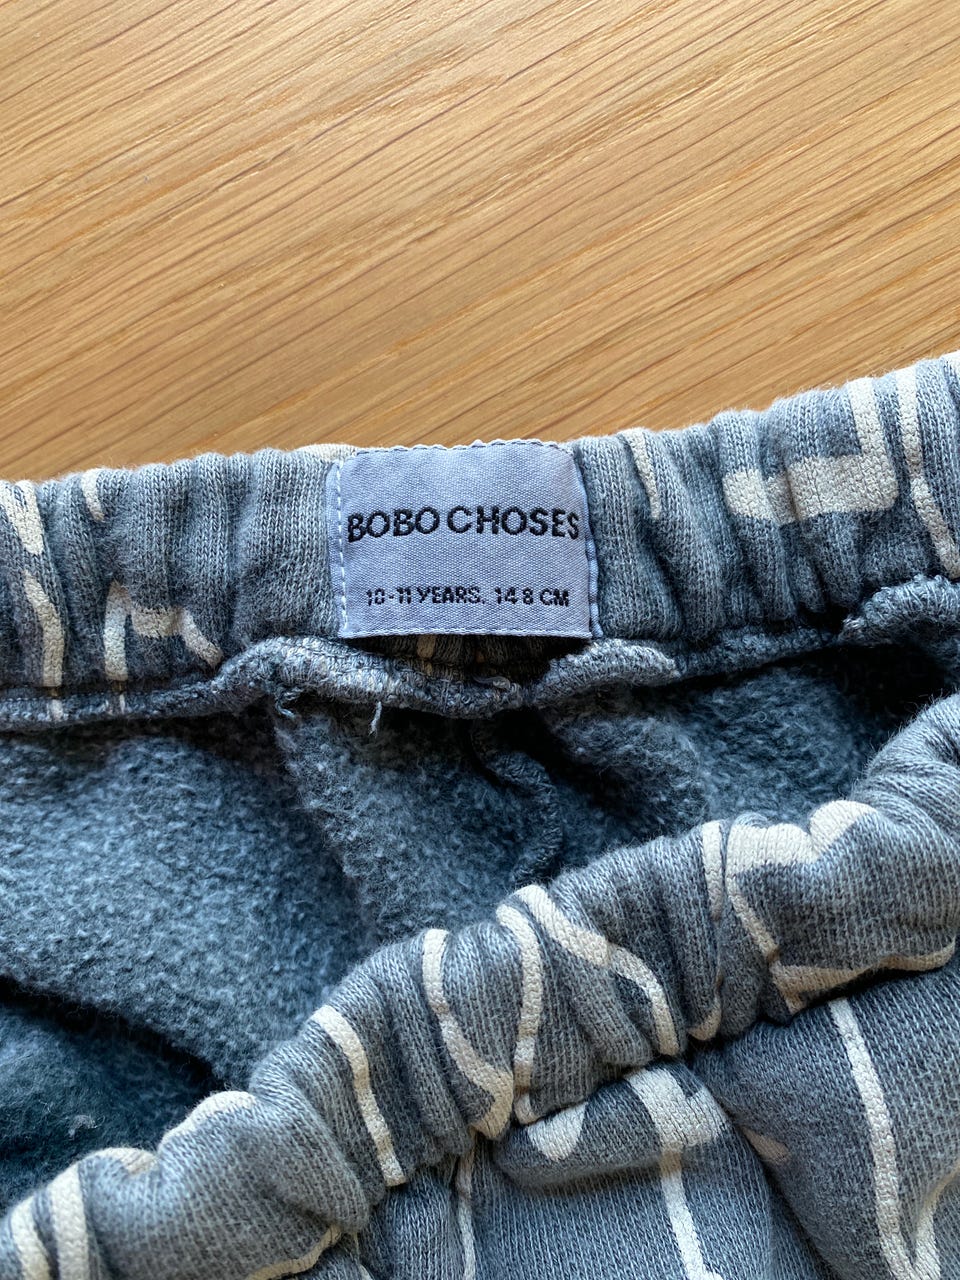 BOBO CHOSES
10-11 YEARS. 148 CM